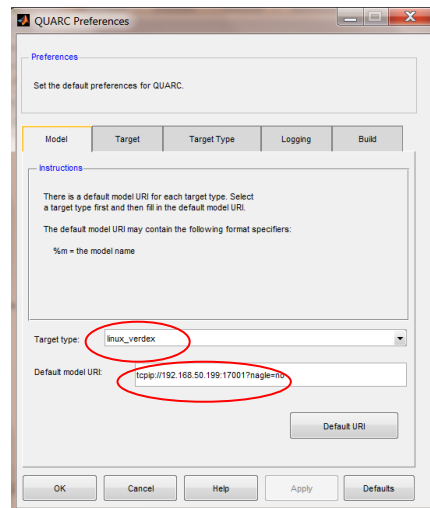 QUARC Preferences
Preferences
Set the default preferences for QUARC.
Model Target Target Type Logging Build
Instructions
There is a default model URI for each target type. Select
a target type first and then fill in the default model URI.
The default model URI may contain the following format specifiers:
%m = the model name
Target type: linux_verdex
Default model URI: tcpip://192.168.50.199:17001?nagle=no
Default URI
OK Cancel Help Apply Defaults